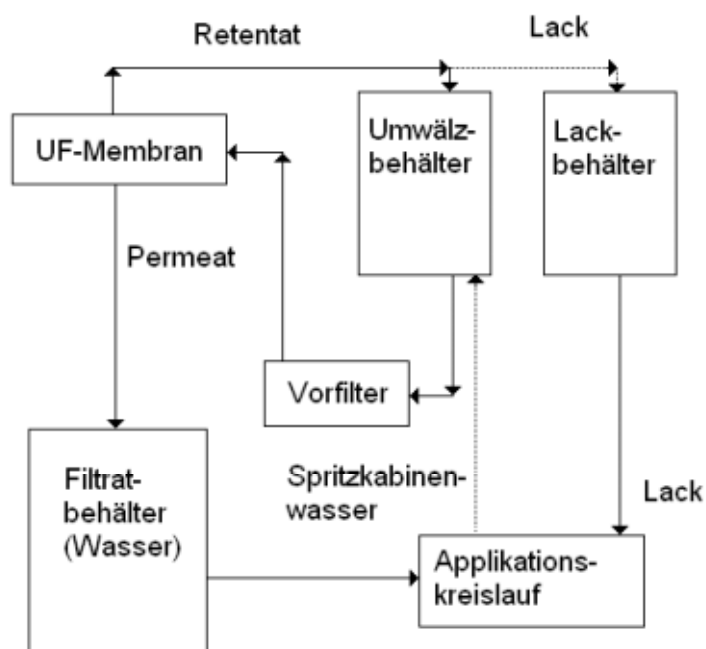 Retentat
Lack
UF-Membran
Umwälz-
behälter
Lack-
behälter
Permeat
Vorfilter
Filtrat-
behälter
(Wasser)
Spritzkabinen-
wasser
Lack
Applikations-
kreislauf